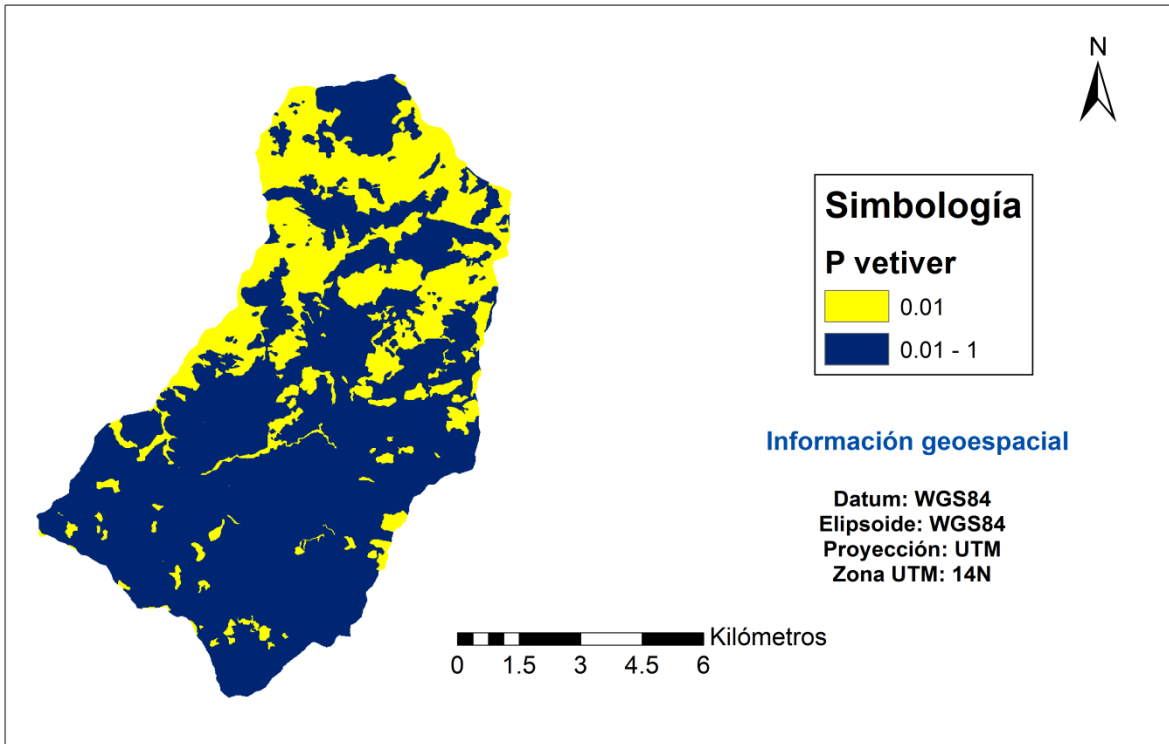 N
Simbología
P vetiver
0.01
0.01 - 1
Información geoespacial
Datum: WGS84
Elipsoide: WGS84
Proyección: UTM
Zona UTM: 14N
Kilómetros
0 1.5 3 4.5 6